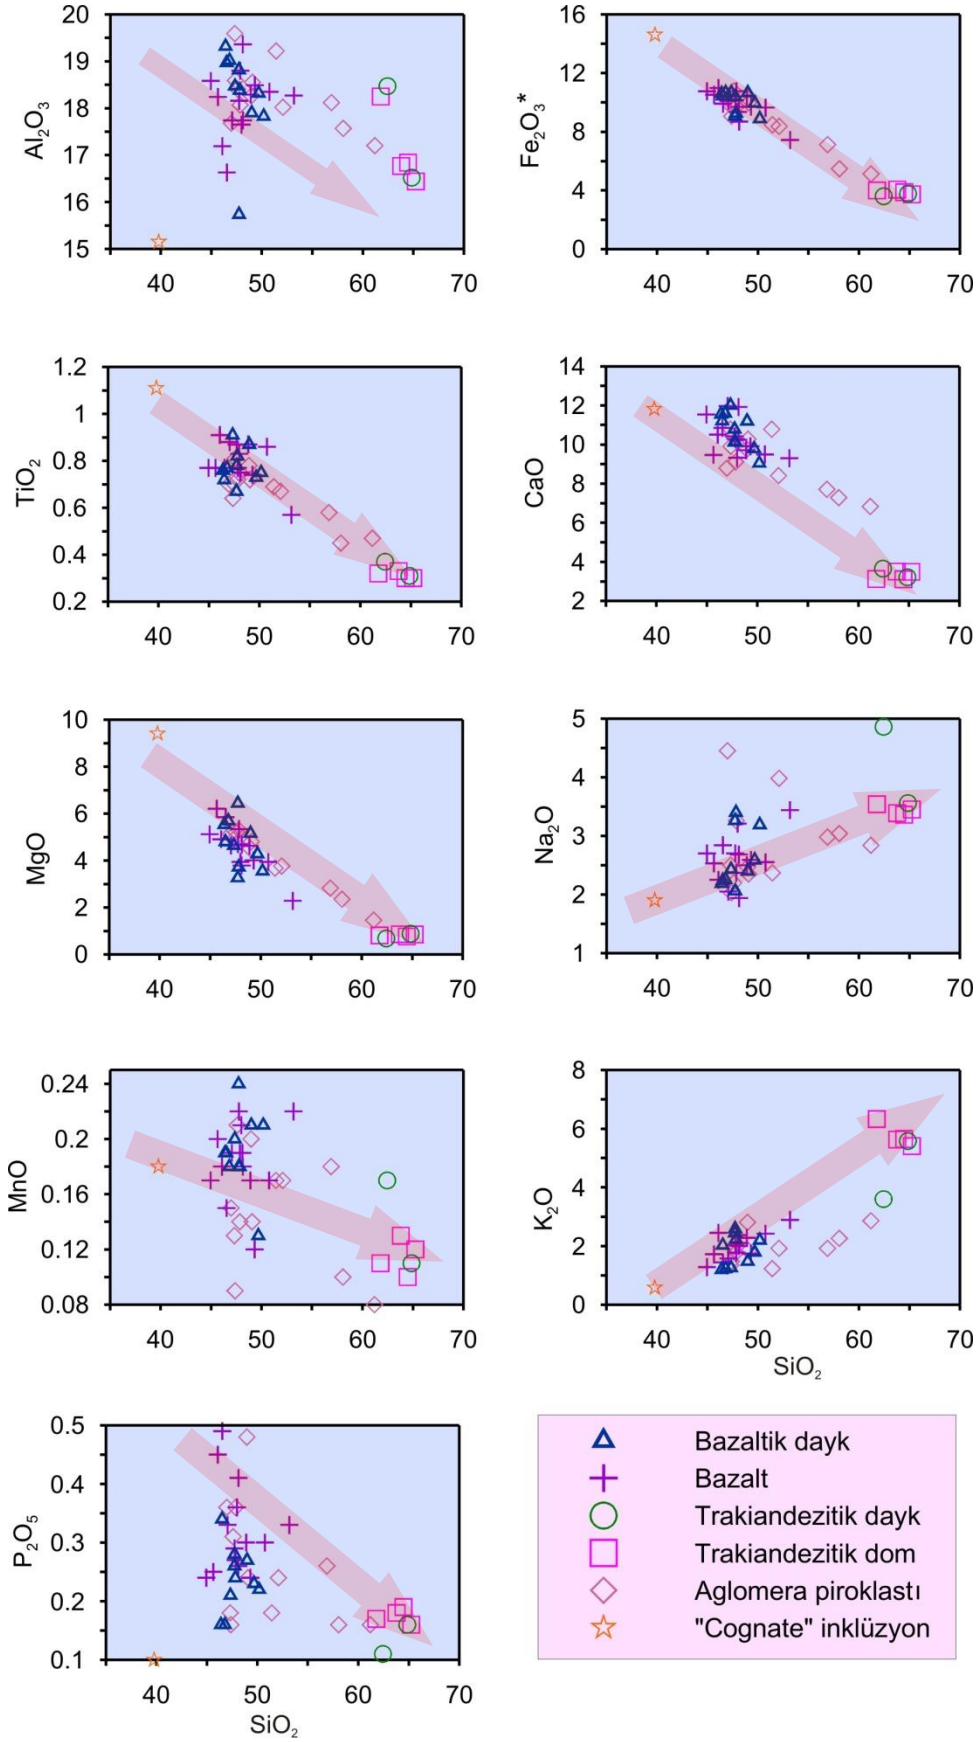 20
19
18
17
16
15
Al₂O₃
40 50 60 70
16
12
8
4
0
Fe₂O₃*
40 50 60 70
1.2
1
0.8
0.6
0.4
0.2
TiO₂
40 50 60 70
14
12
10
8
6
4
2
CaO
40 50 60 70
10
8
6
4
2
0
MgO
40 50 60 70
5
4
3
2
1
Na₂O
40 50 60 70
0.24
0.2
0.16
0.12
0.08
MnO
40 50 60 70
8
6
4
2
0
K₂O
40 50 60 70
SiO₂
0.5
0.4
0.3
0.2
0.1
P₂O₅
40 50 60 70
SiO₂
Bazaltik dayk
Bazalt
Trakiandezitik dayk
Trakiandezitik dom
Aglomera piroklastı
"Cognate" inklüzyon